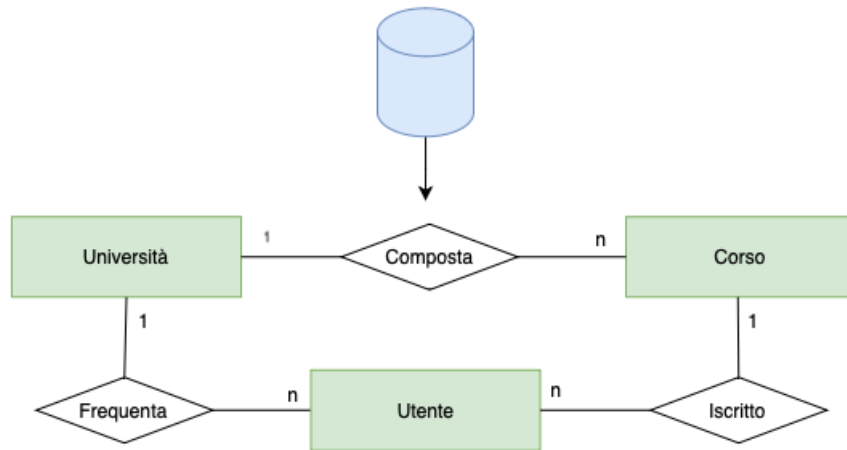 1
n
Università
Composta
Corso
1
1
n
n
Frequenta
Utente
Iscritto